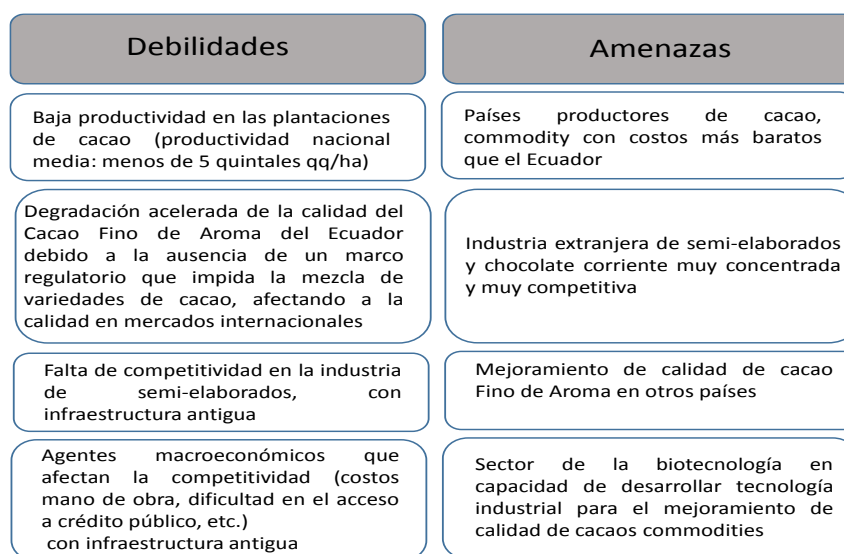 Debilidades
Amenazas
Baja productividad en las plantaciones
de cacao (productividad nacional
media: menos de 5 quintales qq/ha)
Países productores de cacao,
commodity con costos más baratos
que el Ecuador
Degradación acelerada de la calidad del
Cacao Fino de Aroma del Ecuador
debido a la ausencia de un marco
regulatorio que impida la mezcla de
variedades de cacao, afectando a la
calidad en mercados internacionales
Industria extranjera de semi-elaborados
y chocolate corriente muy concentrada
y muy competitiva
Falta de competitividad en la industria
de semi-elaborados, con
infraestructura antigua
Mejoramiento de calidad de cacao
Fino de Aroma en otros países
Agentes macroeconómicos que
afectan la competitividad (costos
mano de obra, dificultad en el acceso
a crédito público, etc.)
con infraestructura antigua
Sector de la biotecnología en
capacidad de desarrollar tecnología
industrial para el mejoramiento de
calidad de cacaos commodities